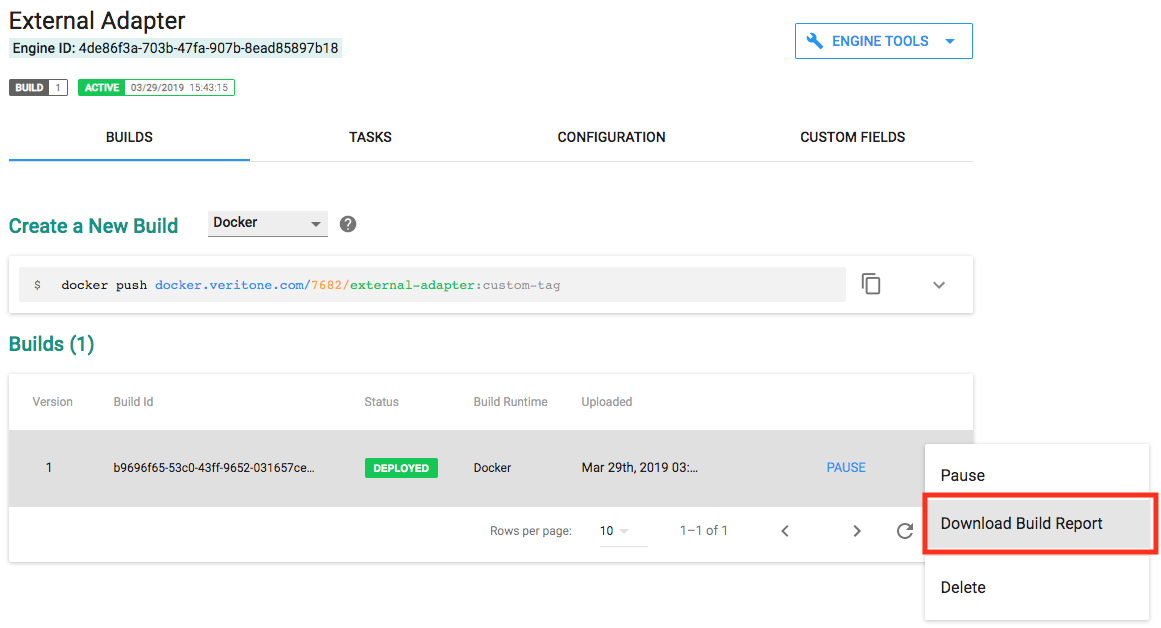 External Adapter
Engine ID: 4de86f3a-703b-47fa-907b-8ead85897b18
ENGINE TOOLS
BUILD 1 ACTIVE 03/29/2019 15:43:15
BUILDS TASKS CONFIGURATION CUSTOM FIELDS
Create a New Build Docker ?
$ docker push docker.veritone.com/7682/external-adapter:custom-tag
Builds (1)
Version Build Id Status Build Runtime Uploaded
1 b9696f65-53c0-43ff-9652-031657ce... DEPLOYED Docker Mar 29th, 2019 03:... PAUSE
Pause
Download Build Report
Delete
Rows per page: 10 1–1 of 1